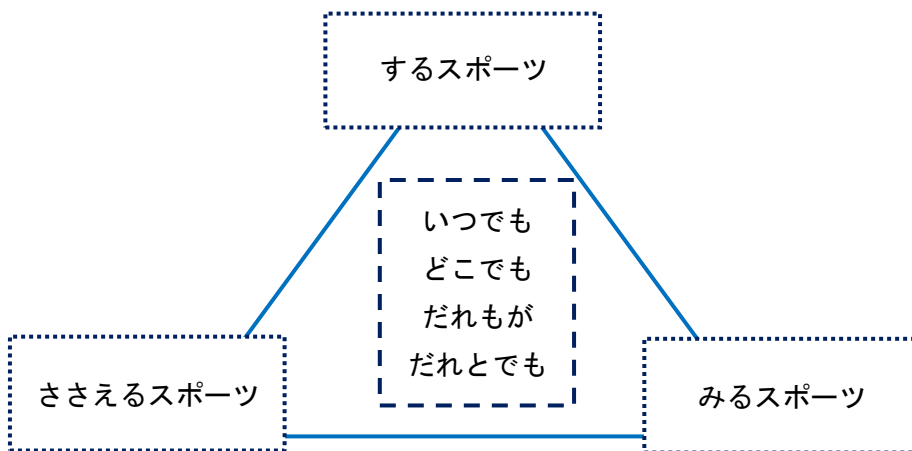 するスポーツ
いつでも
どこでも
だれもが
だれとでも
ささえるスポーツ
みるスポーツ